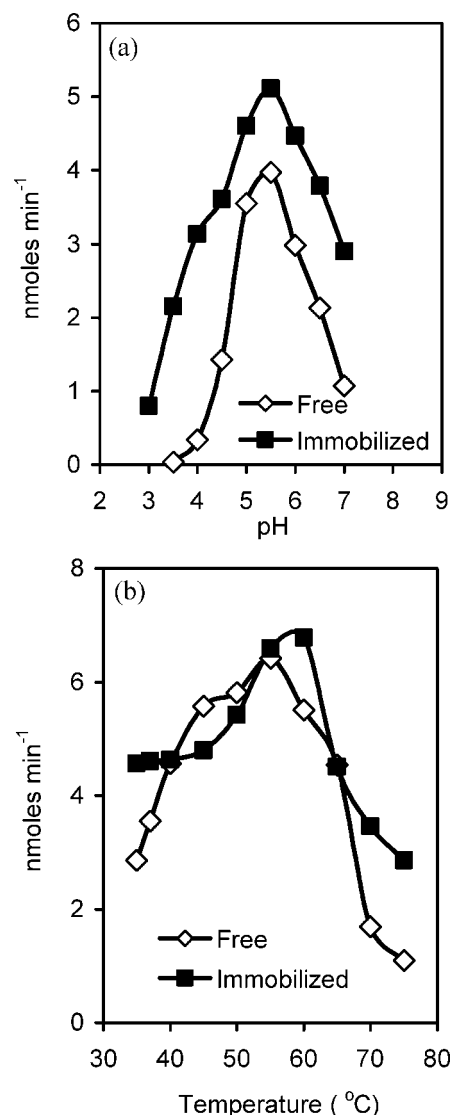 (a)
nmoles min⁻¹
6
5
4
3
2
1
0
Free
Immobilized
2 3 4 5 6 7 8 9
pH
(b)
nmoles min⁻¹
8
6
4
2
0
Free
Immobilized
30 40 50 60 70 80
Temperature ( °C)